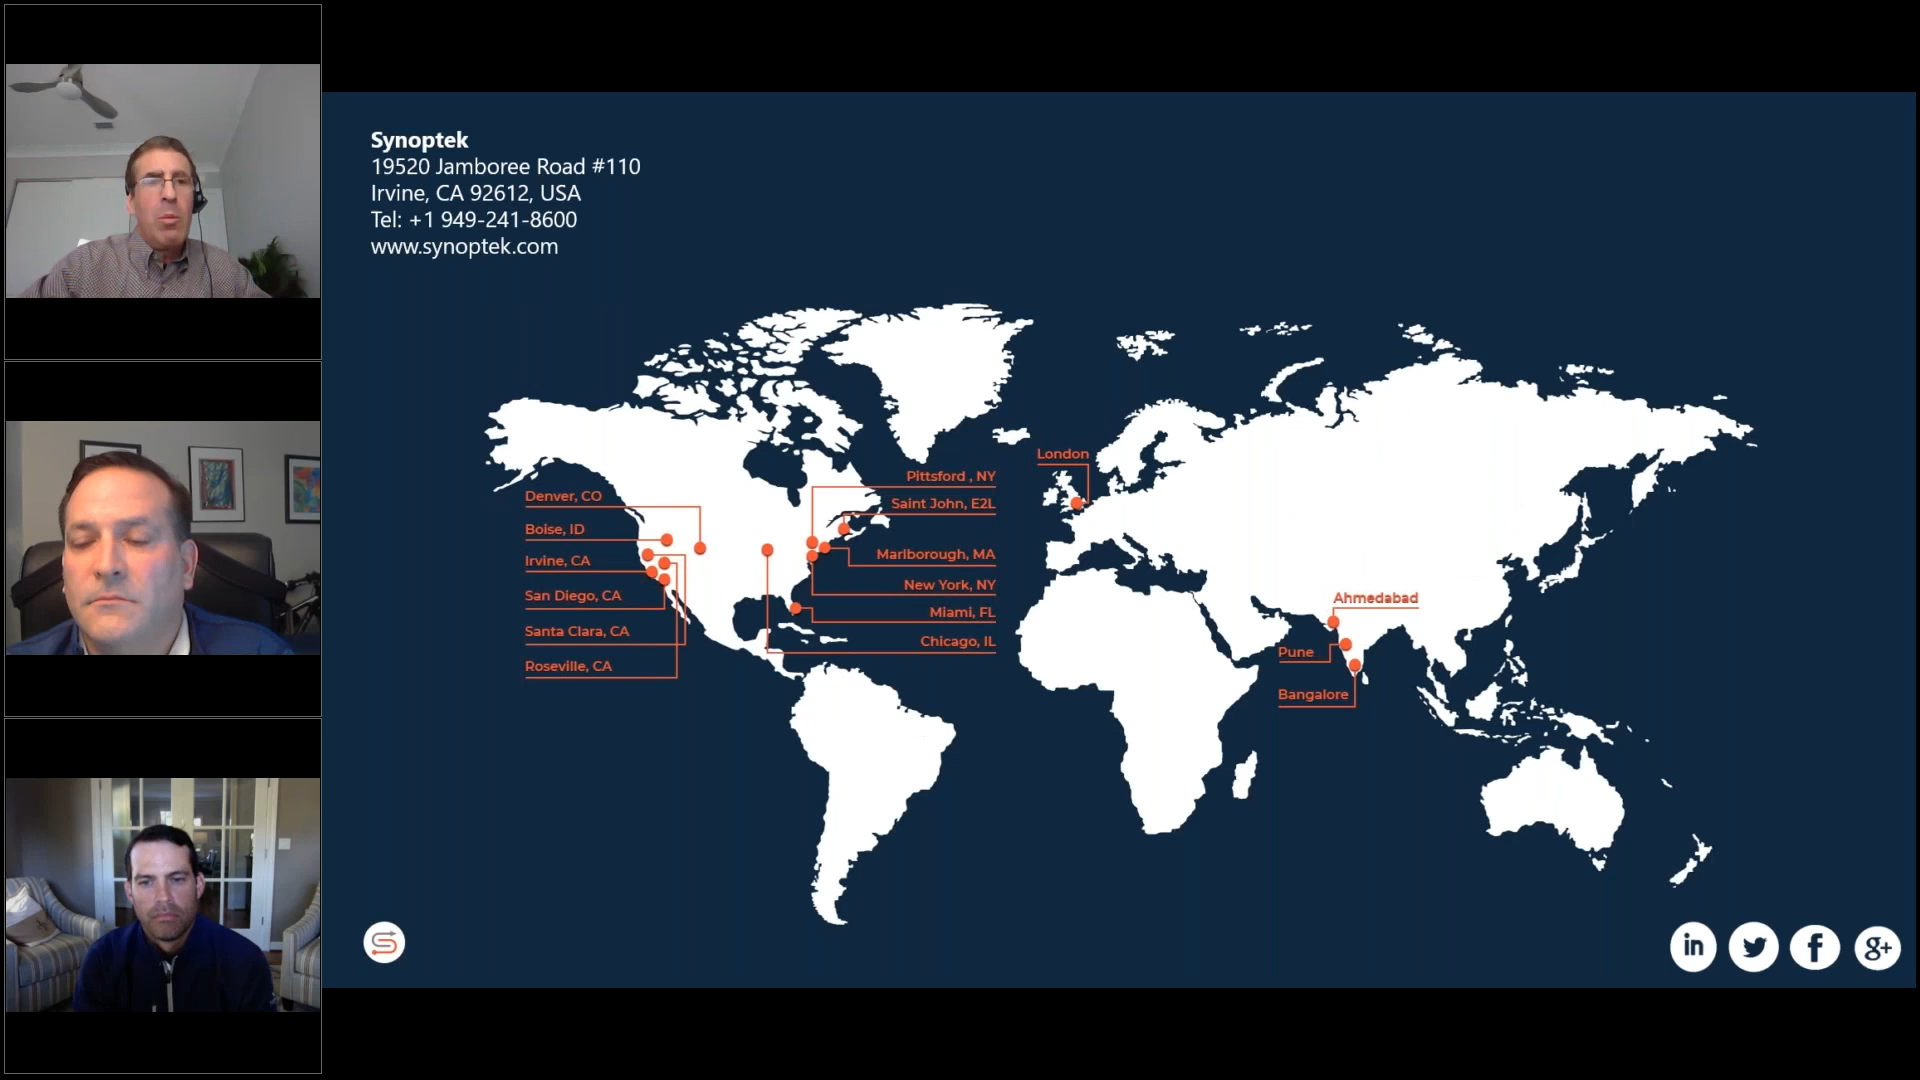 Synoptek
19520 Jamboree Road #110
Irvine, CA 92612, USA
Tel: +1 949-241-8600
www.synoptek.com
London
Pittsford , NY
Denver, CO
Saint John, E2L
Boise, ID
Marlborough, MA
Irvine, CA
New York, NY
San Diego, CA
Ahmedabad
Miami, FL
Santa Clara, CA
Chicago, IL
Pune
Roseville, CA
Bangalore
in
f
g+